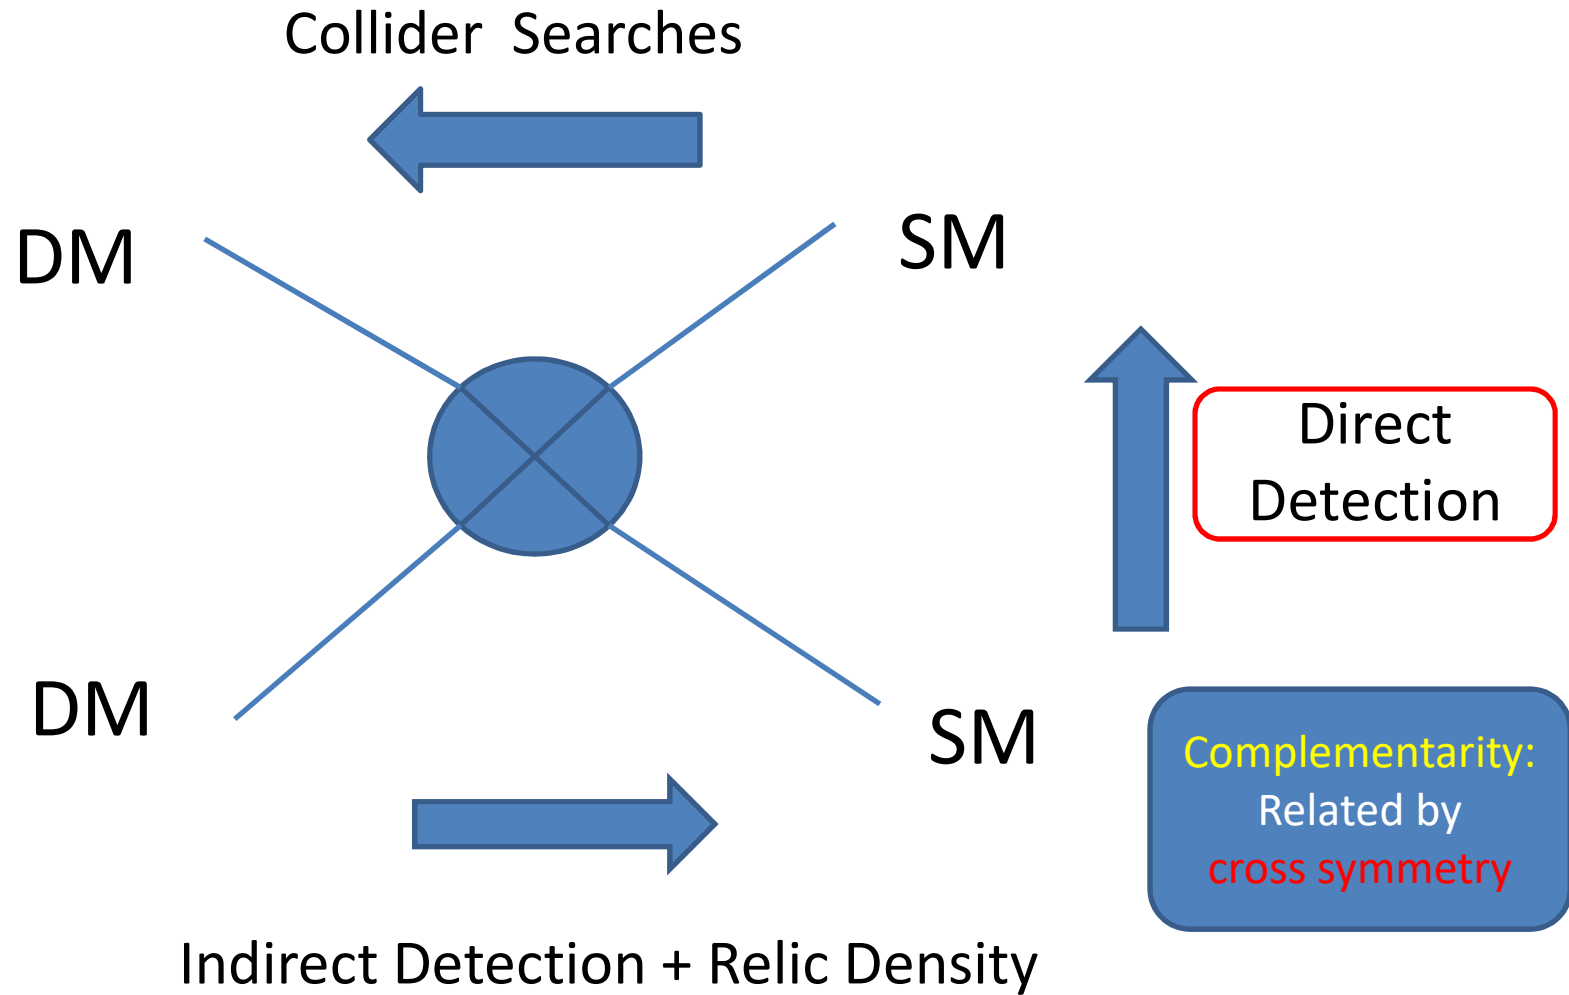 Collider Searches
DM
SM
Direct
Detection
DM
SM
Complementarity:
Related by
cross symmetry
Indirect Detection + Relic Density